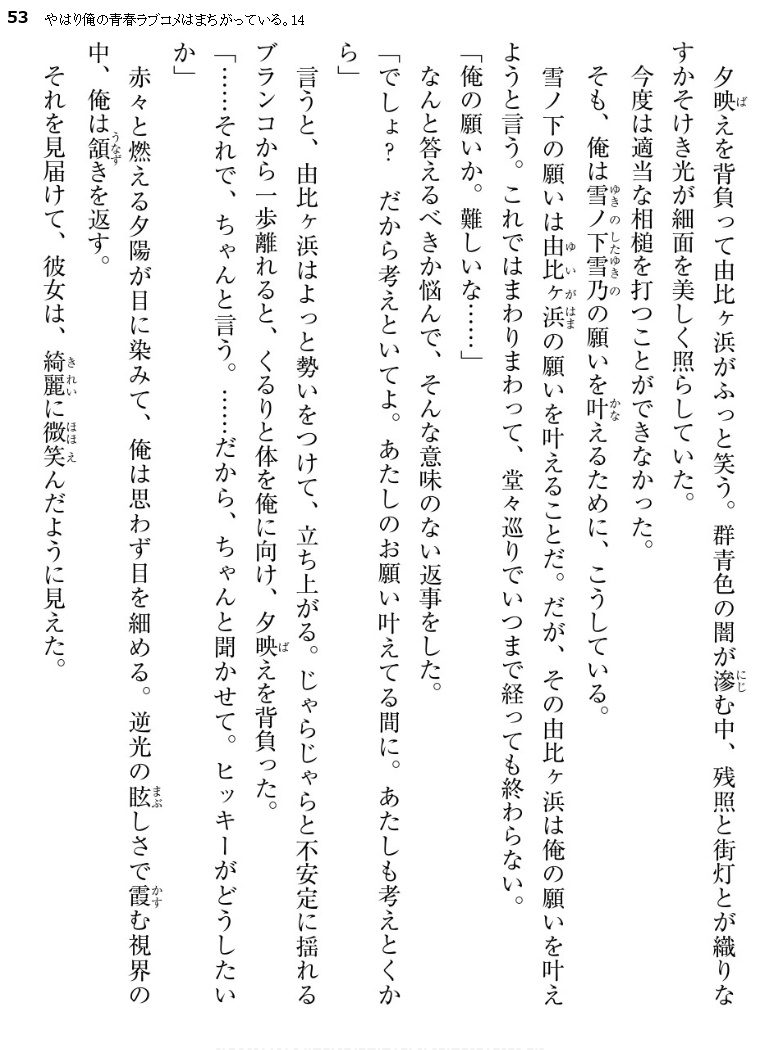 53 やはり俺の青春ラブコメはまちがっている。14
夕映えを背負って由比ヶ浜がふっと笑う。群青色の闇が滲む中、残照と街灯とが織りな
すかそけき光が細面を美しく照らしていた。
今度は適当な相槌を打つことができなかった。
そも、俺は雪ノ下雪乃の願いを叶えるために、こうしている。
雪ノ下の願いは由比ヶ浜の願いを叶えることだ。だが、その由比ヶ浜は俺の願いを叶え
ようと言う。これではまわりまわって、堂々巡りでいつまで経っても終わらない。
「俺の願いか。難しいな……」
なんと答えるべきか悩んで、そんな意味のない返事をした。
「でしょ? だから考えといてよ。あたしのお願い叶えてる間に。あたしも考えとくか
ら」
言うと、由比ヶ浜はよっと勢いをつけて、立ち上がる。じゃらじゃらと不安定に揺れる
ブランコから一歩離れると、くるりと体を俺に向け、夕映えを背負った。
「……それで、ちゃんと言う。……だから、ちゃんと聞かせて。ヒッキーがどうしたい
か」
赤々と燃える夕陽が目に染みて、俺は思わず目を細める。逆光の眩しさで霞む視界の
中、俺は頷きを返す。
それを見届けて、彼女は、綺麗に微笑んだように見えた。